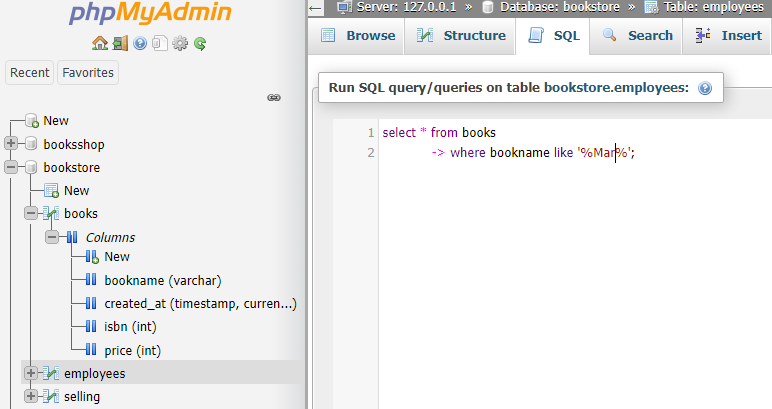 phpMyAdmin
Recent Favorites
New
booksshop
bookstore
New
books
Columns
New
bookname (varchar)
created_at (timestamp, curren...)
isbn (int)
price (int)
employees
selling
Server: 127.0.0.1 » Database: bookstore » Table: employees
Browse Structure SQL Search Insert
Run SQL query/queries on table bookstore.employees:
1 select * from books
2 -> where bookname like '%Mar%';